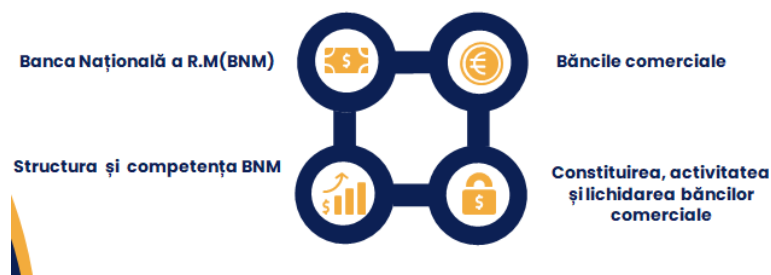 Banca Națională a R.M(BNM)
$
€
Băncile comerciale
Structura și competența BNM
$
$
Constituirea, activitatea
și lichidarea băncilor
comerciale